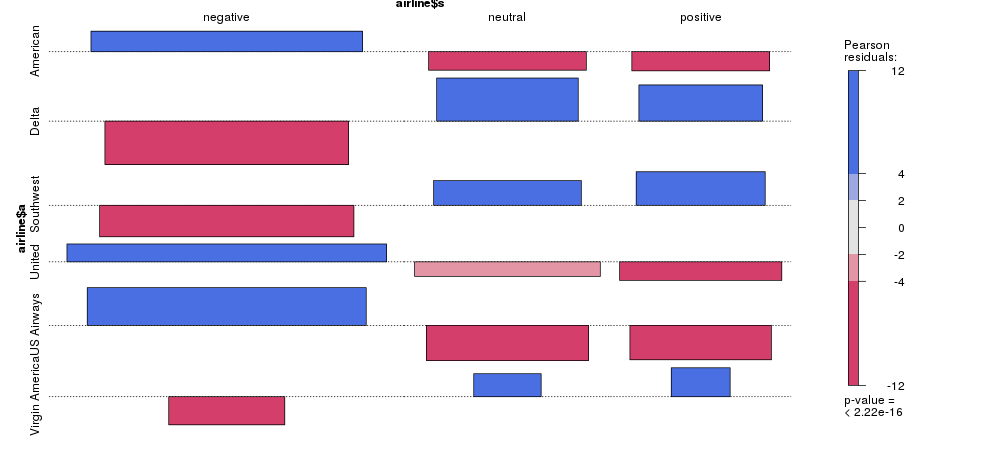 airline$s
negative neutral positive
airline$a
American
Delta
Southwest
United
US Airways
Virgin America
Pearson
residuals:
12
4
2
0
-2
-4
-12
p-value =
< 2.22e-16